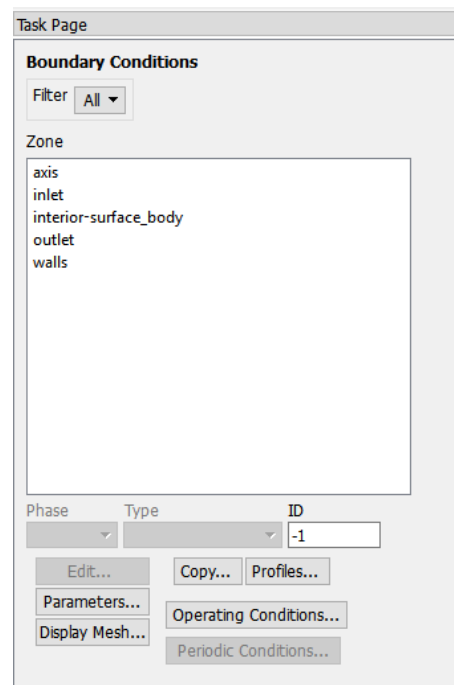 Task Page
Boundary Conditions
Filter All
Zone
axis
inlet
interior-surface_body
outlet
walls
Phase Type ID
-1
Edit... Copy... Profiles...
Parameters... Operating Conditions...
Display Mesh... Periodic Conditions...